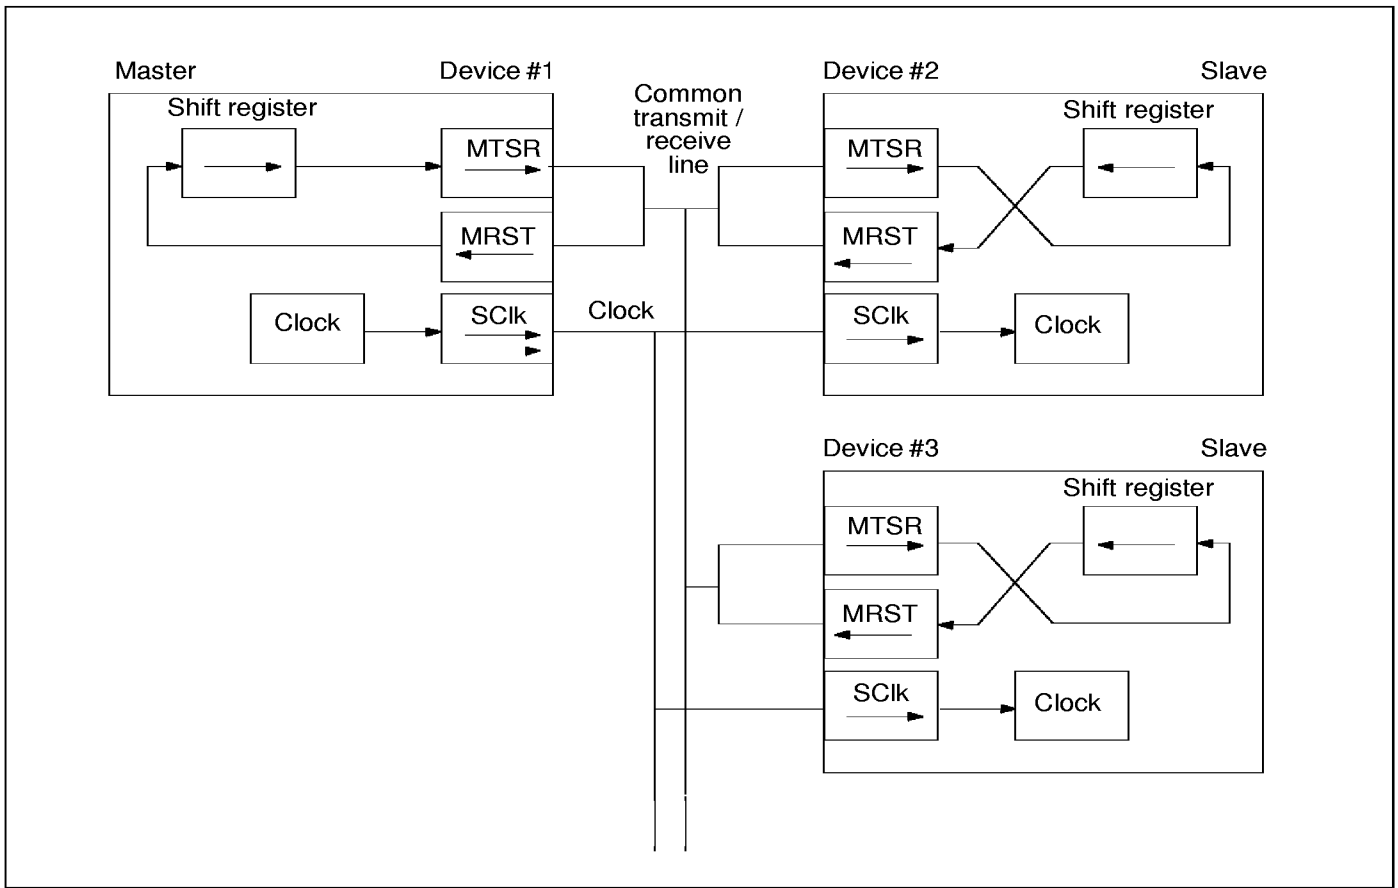 Master
Device #1
Shift register
MTSR
MRST
Clock
SClk
Common
transmit /
receive
line
Clock
Device #2
Slave
Shift register
MTSR
MRST
SClk
Clock
Device #3
Slave
Shift register
MTSR
MRST
SClk
Clock